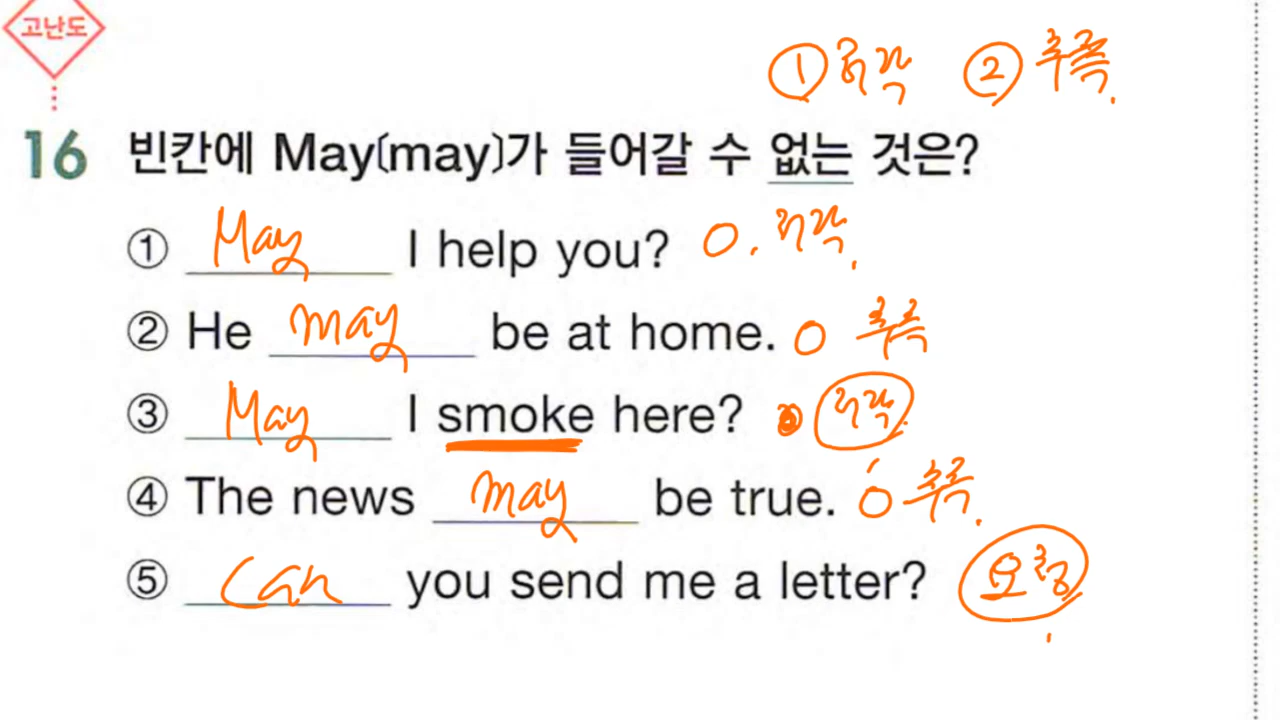 고난도
① 허락 ② 추측.
16 빈칸에 May(may)가 들어갈 수 없는 것은?
① May I help you? O. 허락.
② He may be at home. O 추측
③ May I smoke here? 허락.
④ The news may be true. O 추측.
⑤ Can you send me a letter? 요청.